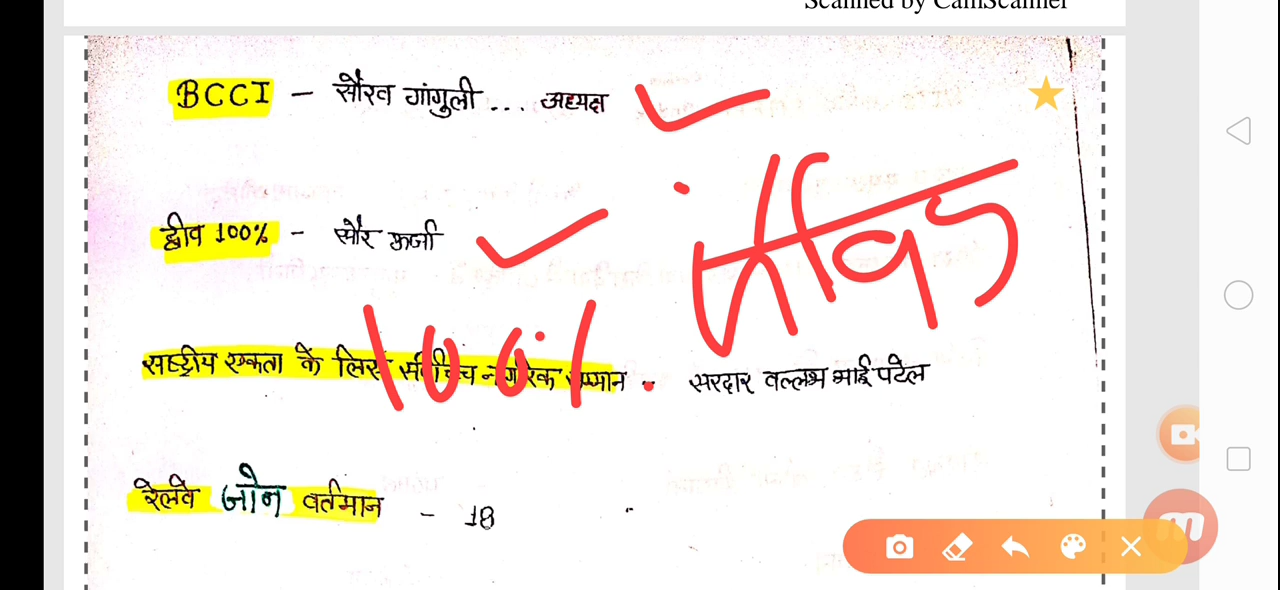 Scanned by CamScanner
BCCI - सौरव गांगुली ... अध्यक्ष
द्वीप 100% - सौर ऊर्जा
100%
राष्ट्रीय एकता के लिए सर्वोच्च नागरिक सम्मान - सरदार वल्लभ भाई पटेल
रेलवे जोन वर्तमान - 18